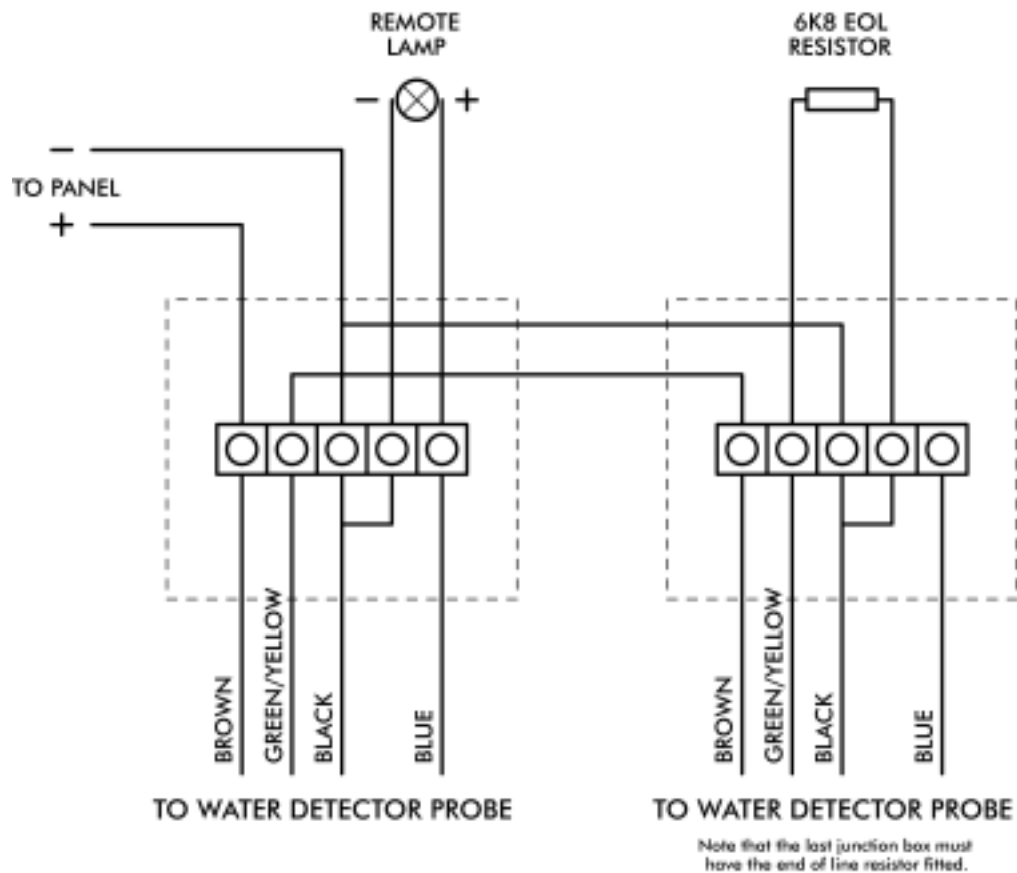 REMOTE
LAMP
6K8 EOL
RESISTOR
− +
−
TO PANEL
+
BROWN
GREEN/YELLOW
BLACK
BLUE
BROWN
GREEN/YELLOW
BLACK
BLUE
TO WATER DETECTOR PROBE
TO WATER DETECTOR PROBE
Note that the last junction box must
have the end of line resistor fitted.